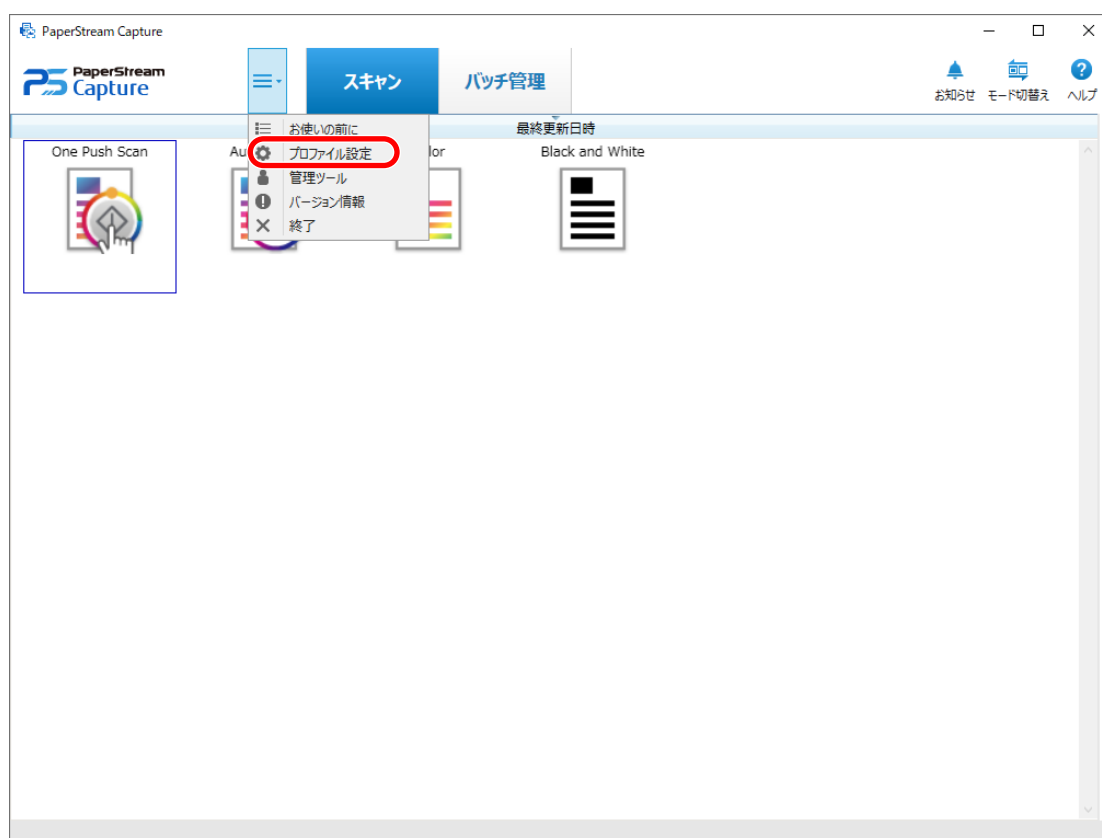 PaperStream Capture
PaperStream
Capture
スキャン
バッチ管理
お知らせ
モード切替え
ヘルプ
最終更新日時
お使いの前に
プロファイル設定
管理ツール
バージョン情報
終了
One Push Scan
Au
lor
Black and White